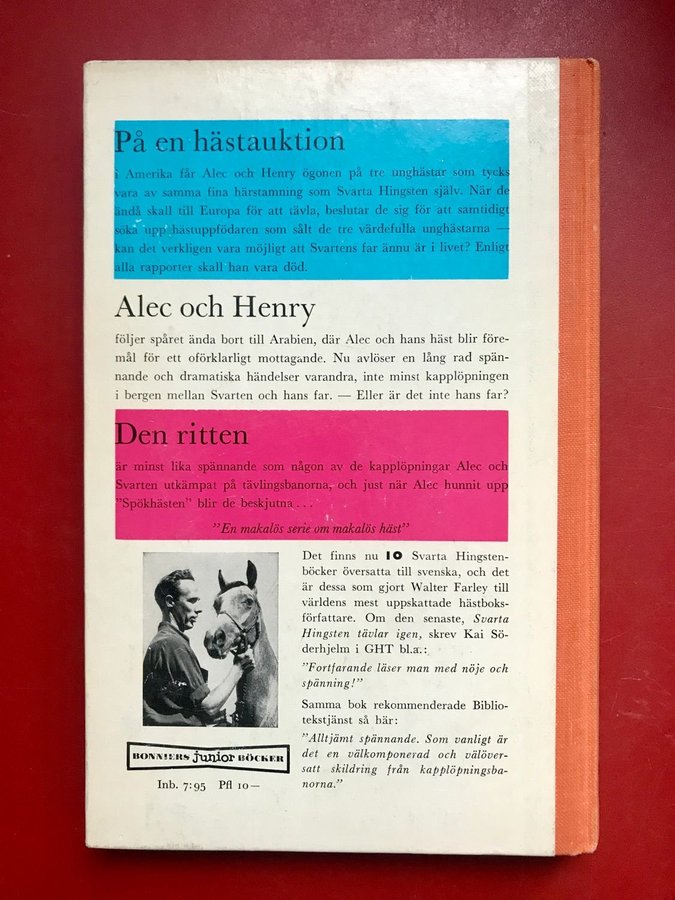 På en hästauktion
i Amerika får Alec och Henry ögonen på tre unghästar som tycks
vara av samma fina härstamning som Svarta Hingsten själv. När de
ändå skall till Europa för att tävla, beslutar de sig för att samtidigt
söka upp hästuppfödaren som sålt de tre värdefulla unghästarna —
kan det verkligen vara möjligt att Svartens far ännu är i livet? Enligt
alla rapporter skall han vara död.
Alec och Henry
följer spåret ända bort till Arabien, där Alec och hans häst blir före-
mål för ett oförklarligt mottagande. Nu avlöser en lång rad spän-
nande och dramatiska händelser varandra, inte minst kapplöpningen
i bergen mellan Svarten och hans far. — Eller är det inte hans far?
Den ritten
är minst lika spännande som någon av de kapplöpningar Alec och
Svarten utkämpat på tävlingsbanorna, och just när Alec hunnit upp
”Spökhästen” blir de beskjutna...
”En makalös serie om makalös häst”
Det finns nu 10 Svarta Hingsten-
böcker översatta till svenska, och det
är dessa som gjort Walter Farley till
världens mest uppskattade hästboks-
författare. Om den senaste, Svarta
Hingsten tävlar igen, skrev Kai Sö-
derhjelm i GHT bl.a.:
”Fortfarande läser man med nöje och
spänning!”
Samma bok rekommenderade Biblio-
tekstjänst så här:
”Alltjämt spännande. Som vanligt är
det en välkomponerad och välöver-
satt skildring från kapplöpningsba-
norna.”
BONNIERS junior BÖCKER
Inb. 7:95 Pfl 10—